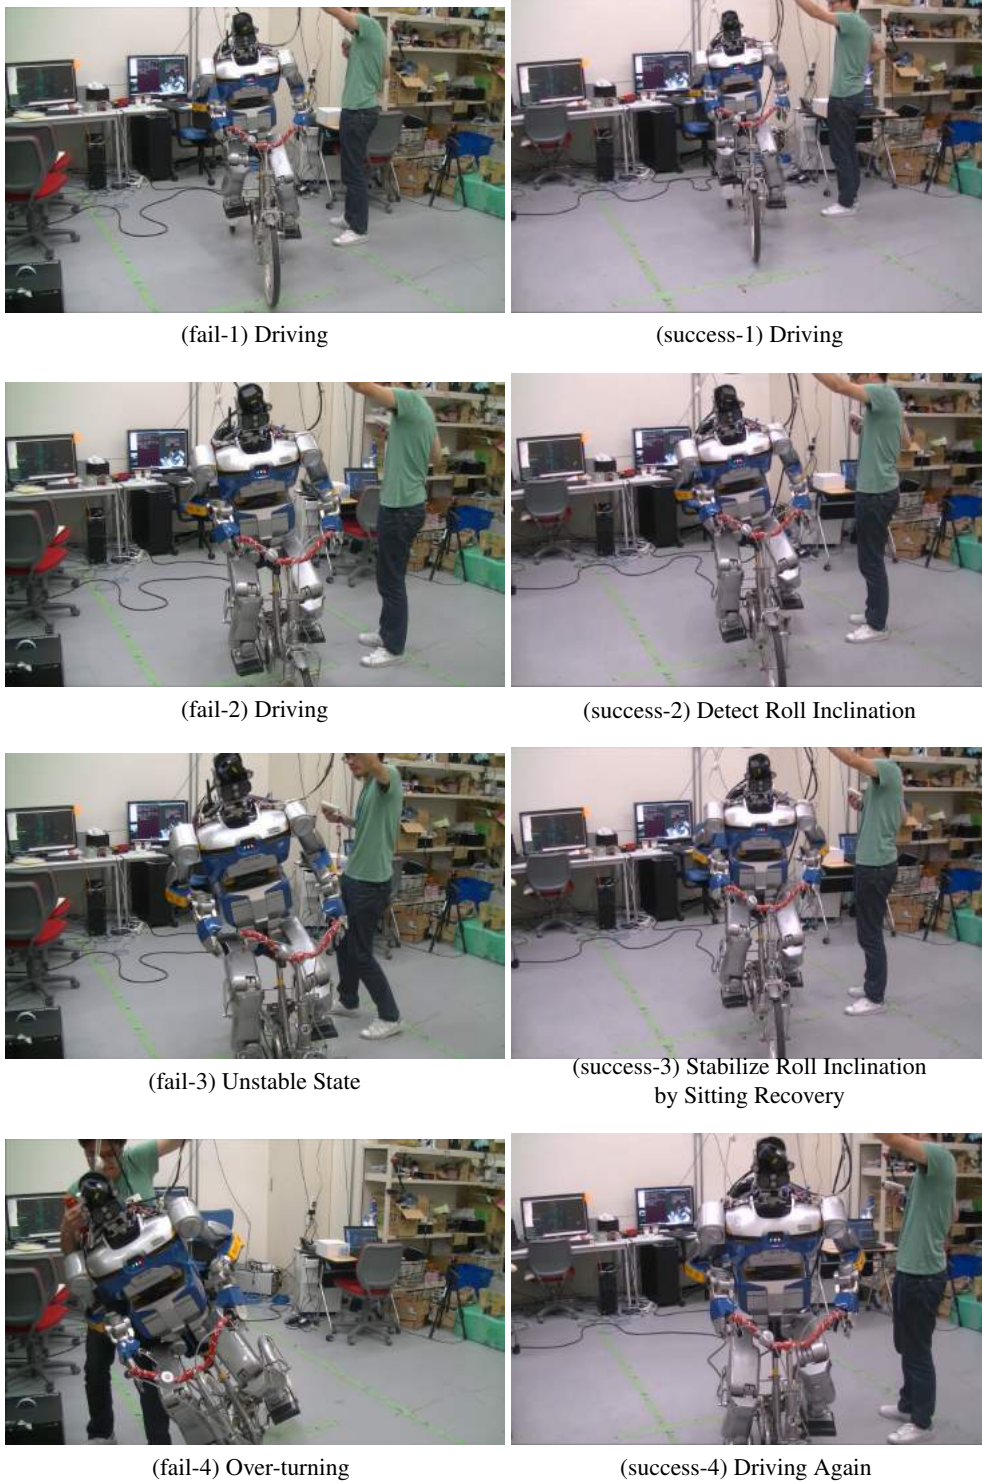 (fail-1) Driving
(success-1) Driving
(fail-2) Driving
(success-2) Detect Roll Inclination
(fail-3) Unstable State
(success-3) Stabilize Roll Inclination
by Sitting Recovery
(fail-4) Over-turning
(success-4) Driving Again